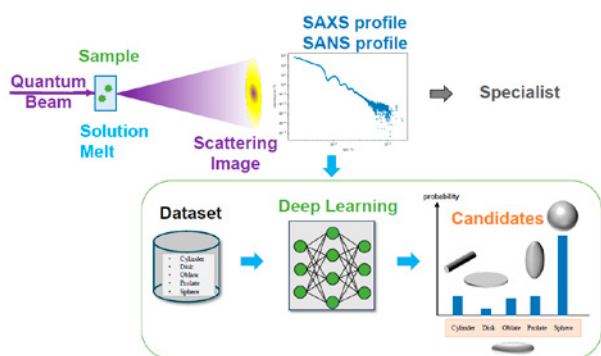 SAXS profile
SANS profile
Sample
Quantum
Beam
Solution
Melt
Scattering
Image
Specialist
Dataset
• Cylinder
• Disk
• Oblate
• Prolate
• Sphere
Deep Learning
probability
Candidates
Cylinder Disk Oblate Prolate Sphere